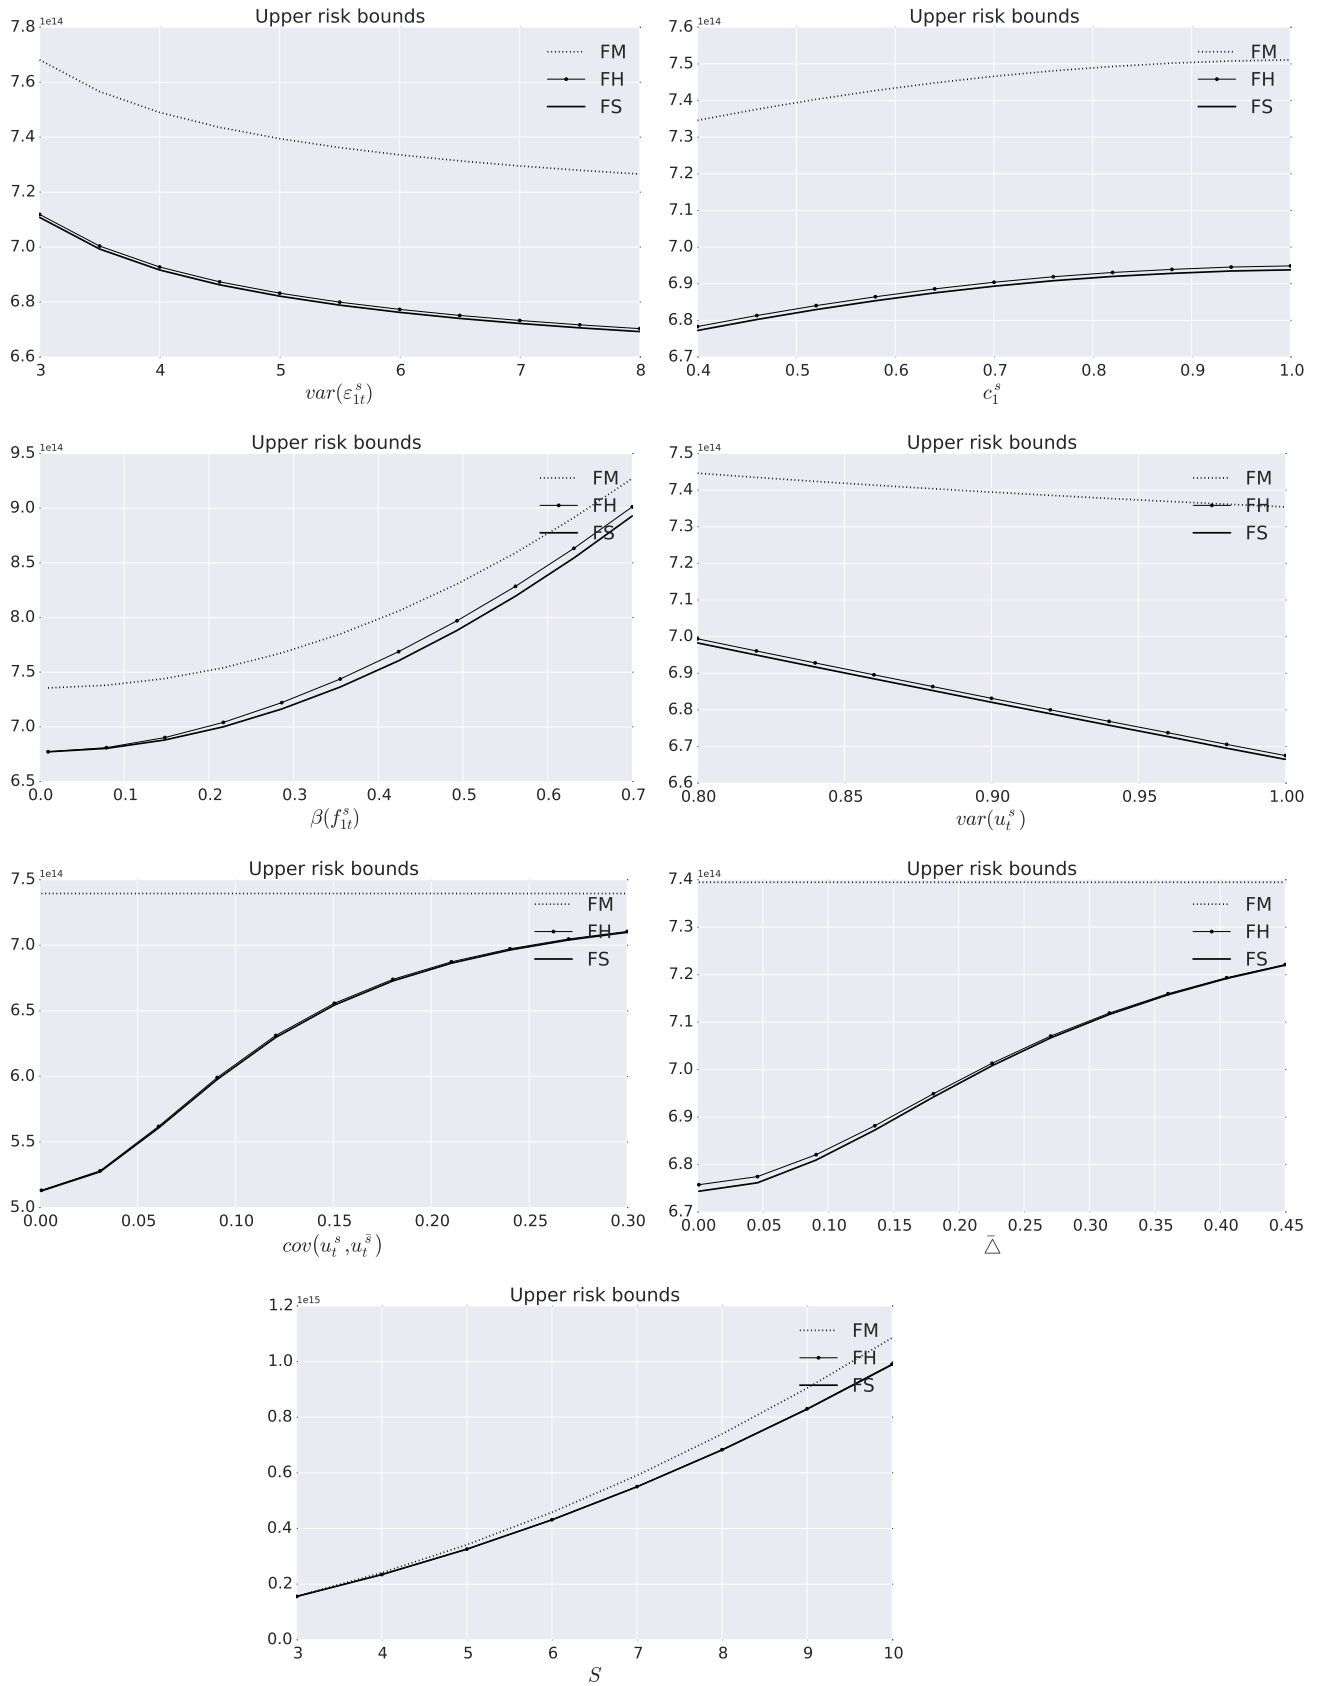 Upper risk bounds
1e14
7.8
7.6
7.4
7.2
7.0
6.8
6.6
FM
FH
FS
3 4 5 6 7 8
var(ε^s_{1t})
Upper risk bounds
1e14
7.6
7.5
7.4
7.3
7.2
7.1
7.0
6.9
6.8
6.7
FM
FH
FS
0.4 0.5 0.6 0.7 0.8 0.9 1.0
c^s_1
Upper risk bounds
1e14
9.5
9.0
8.5
8.0
7.5
7.0
6.5
FM
FH
FS
0.0 0.1 0.2 0.3 0.4 0.5 0.6 0.7
β(f^s_{1t})
Upper risk bounds
1e14
7.5
7.4
7.3
7.2
7.1
7.0
6.9
6.8
6.7
6.6
FM
FH
FS
0.80 0.85 0.90 0.95 1.00
var(u^s_t)
Upper risk bounds
1e14
7.5
7.0
6.5
6.0
5.5
5.0
FM
FH
FS
0.00 0.05 0.10 0.15 0.20 0.25 0.30
cov(u^s_t, u^{s̄}_t)
Upper risk bounds
1e14
7.4
7.3
7.2
7.1
7.0
6.9
6.8
6.7
FM
FH
FS
0.00 0.05 0.10 0.15 0.20 0.25 0.30 0.35 0.40 0.45
△̄
Upper risk bounds
1e15
1.2
1.0
0.8
0.6
0.4
0.2
0.0
FM
FH
FS
3 4 5 6 7 8 9 10
S